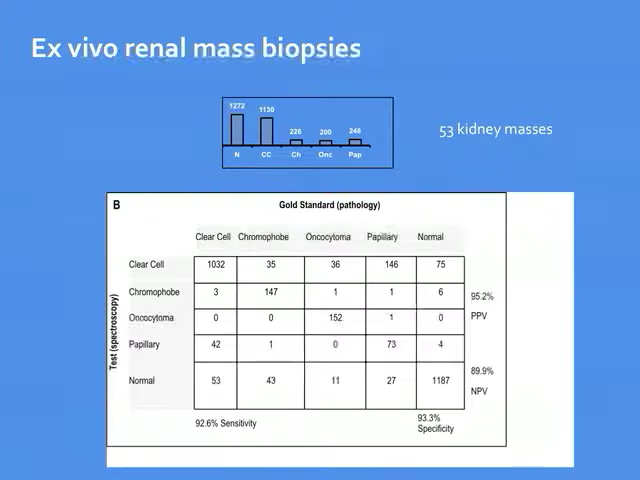 Ex vivo renal mass biopsies
1272 1130 226 200 248
N CC Ch Onc Pap
53 kidney masses
B
Gold Standard (pathology)
Clear Cell Chromophobe Oncocytoma Papillary Normal
Test (spectroscopy)
Clear Cell 1032 35 36 146 75
Chromophobe 3 147 1 1 6
95.2%
PPV
Oncocytoma 0 0 152 1 0
Papillary 42 1 0 73 4
Normal 53 43 11 27 1187
89.9%
NPV
92.6% Sensitivity
93.3%
Specificity